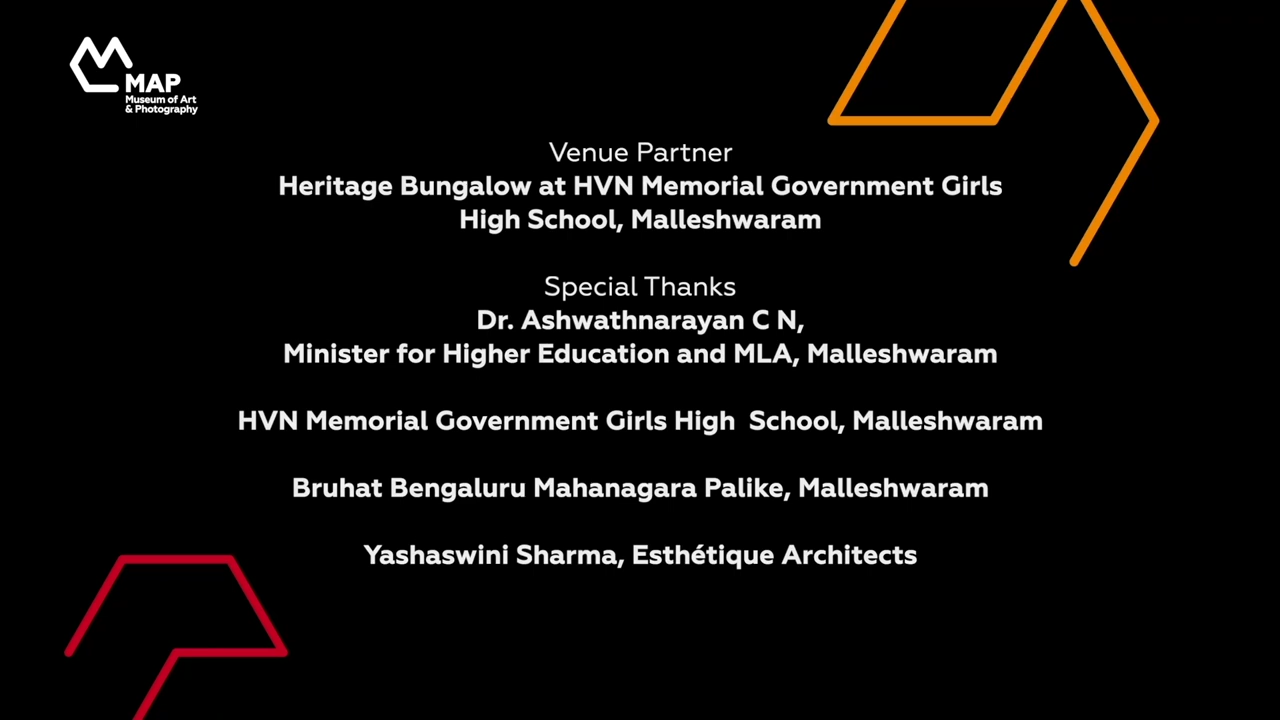 MAP
Museum of Art
& Photography
Venue Partner
Heritage Bungalow at HVN Memorial Government Girls
High School, Malleshwaram
Special Thanks
Dr. Ashwathnarayan C N,
Minister for Higher Education and MLA, Malleshwaram
HVN Memorial Government Girls High  School, Malleshwaram
Bruhat Bengaluru Mahanagara Palike, Malleshwaram
Yashaswini Sharma, Esthétique Architects